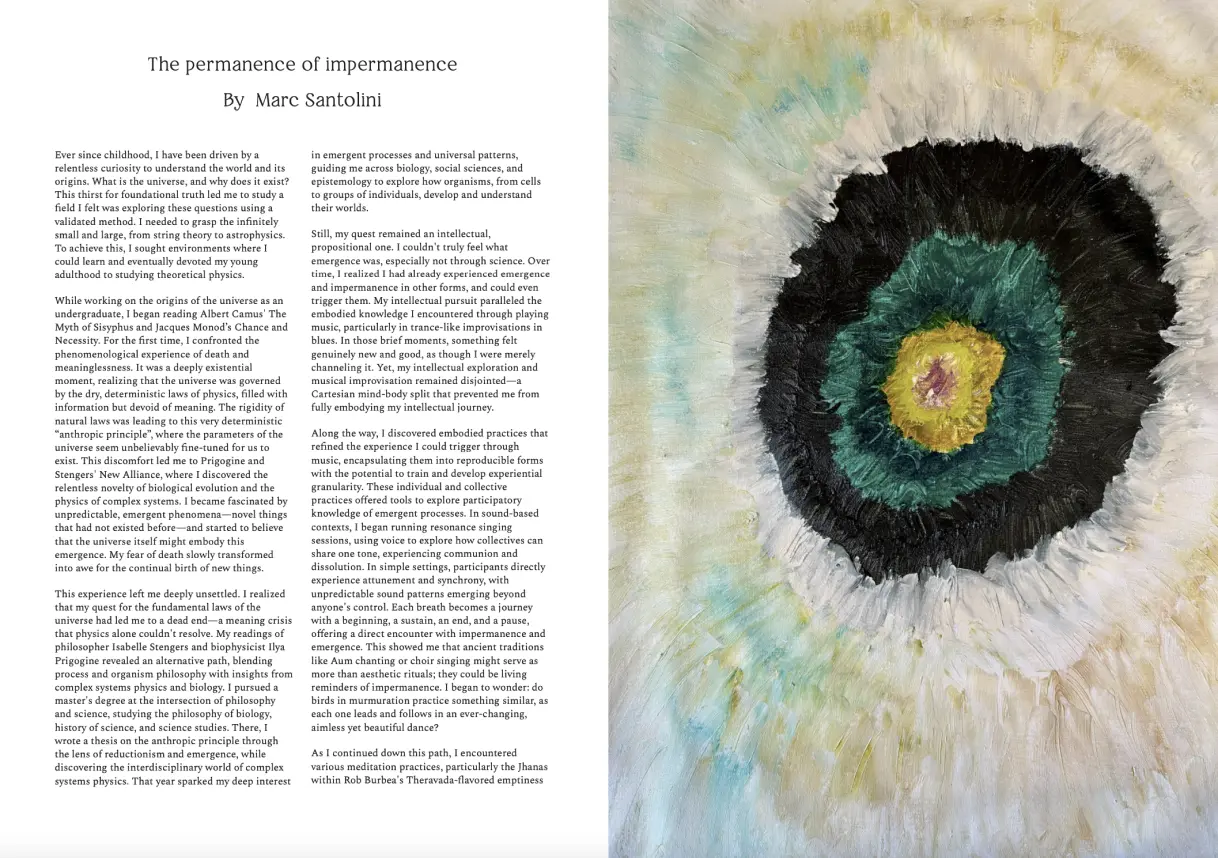 The permanence of impermanence
By Marc Santolini
Ever since childhood, I have been driven by a
relentless curiosity to understand the world and its
origins. What is the universe, and why does it exist?
This thirst for foundational truth led me to study a
field I felt was exploring these questions using a
validated method. I needed to grasp the infinitely
small and large, from string theory to astrophysics.
To achieve this, I sought environments where I
could learn and eventually devoted my young
adulthood to studying theoretical physics.
While working on the origins of the universe as an
undergraduate, I began reading Albert Camus' The
Myth of Sisyphus and Jacques Monod's Chance and
Necessity. For the first time, I confronted the
phenomenological experience of death and
meaninglessness. It was a deeply existential
moment, realizing that the universe was governed
by the dry, deterministic laws of physics, filled with
information but devoid of meaning. The rigidity of
natural laws was leading to this very deterministic
“anthropic principle”, where the parameters of the
universe seem unbelievably fine-tuned for us to
exist. This discomfort led me to Prigogine and
Stengers' New Alliance, where I discovered the
relentless novelty of biological evolution and the
physics of complex systems. I became fascinated by
unpredictable, emergent phenomena—novel things
that had not existed before—and started to believe
that the universe itself might embody this
emergence. My fear of death slowly transformed
into awe for the continual birth of new things.
This experience left me deeply unsettled. I realized
that my quest for the fundamental laws of the
universe had led me to a dead end—a meaning crisis
that physics alone couldn't resolve. My readings of
philosopher Isabelle Stengers and biophysicist Ilya
Prigogine revealed an alternative path, blending
process and organism philosophy with insights from
complex systems physics and biology. I pursued a
master's degree at the intersection of philosophy
and science, studying the philosophy of biology,
history of science, and science studies. There, I
wrote a thesis on the anthropic principle through
the lens of reductionism and emergence, while
discovering the interdisciplinary world of complex
systems physics. That year sparked my deep interest
in emergent processes and universal patterns,
guiding me across biology, social sciences, and
epistemology to explore how organisms, from cells
to groups of individuals, develop and understand
their worlds.
Still, my quest remained an intellectual,
propositional one. I couldn't truly feel what
emergence was, especially not through science. Over
time, I realized I had already experienced emergence
and impermanence in other forms, and could even
trigger them. My intellectual pursuit paralleled the
embodied knowledge I encountered through playing
music, particularly in trance-like improvisations in
blues. In those brief moments, something felt
genuinely new and good, as though I were merely
channeling it. Yet, my intellectual exploration and
musical improvisation remained disjointed—a
Cartesian mind-body split that prevented me from
fully embodying my intellectual journey.
Along the way, I discovered embodied practices that
refined the experience I could trigger through
music, encapsulating them into reproducible forms
with the potential to train and develop experiential
granularity. These individual and collective
practices offered tools to explore participatory
knowledge of emergent processes. In sound-based
contexts, I began running resonance singing
sessions, using voice to explore how collectives can
share one tone, experiencing communion and
dissolution. In simple settings, participants directly
experience attunement and synchrony, with
unpredictable sound patterns emerging beyond
anyone's control. Each breath becomes a journey
with a beginning, a sustain, an end, and a pause,
offering a direct encounter with impermanence and
emergence. This showed me that ancient traditions
like Aum chanting or choir singing might serve as
more than aesthetic rituals; they could be living
reminders of impermanence. I began to wonder: do
birds in murmuration practice something similar, as
each one leads and follows in an ever-changing,
aimless yet beautiful dance?
As I continued down this path, I encountered
various meditation practices, particularly the Jhanas
within Rob Burbea's Theravada-flavored emptiness